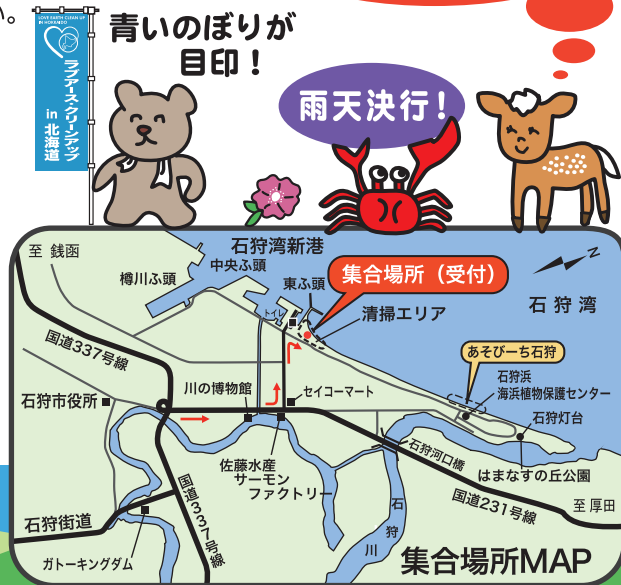 い。
LOVE EARTH CLEAN UP
IN HOKKAIDO
ラブアース・クリーンアップ
in
北海道
青いのぼりが
目印！
雨天決行！
至 銭函
石狩湾新港
中央ふ頭
樽川ふ頭
東ふ頭
集合場所（受付）
N
石狩湾
トイレ
清掃エリア
国道337号線
あそびーち石狩
石狩浜
海浜植物保護センター
川の博物館
セイコーマート
石狩市役所
石狩灯台
佐藤水産
サーモン
ファクトリー
石狩河口橋
はまなすの丘公園
国道337号線
国道231号線
至 厚田
石狩街道
石狩川
ガトーキングダム
集合場所MAP